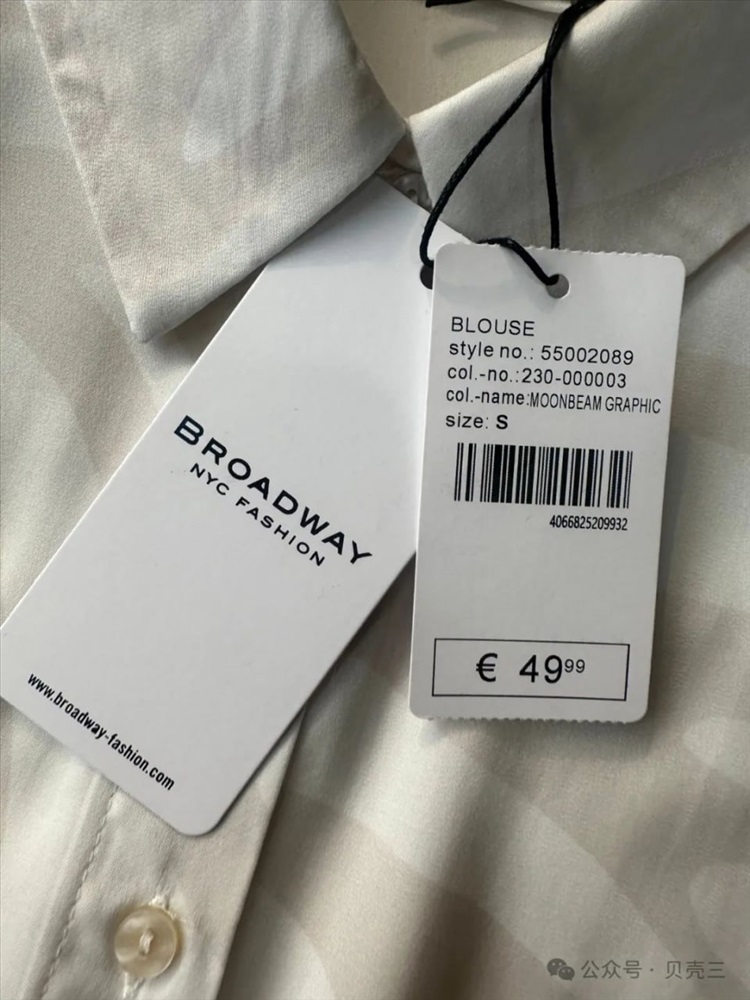 BROADWAY
NYC FASHION
www.broadway-fashion.com
BLOUSE
style no.: 55002089
col.-no.:230-000003
col.-name:MOONBEAM GRAPHIC
size: S
4066825209932
€ 49⁹⁹
公众号 · 贝壳三